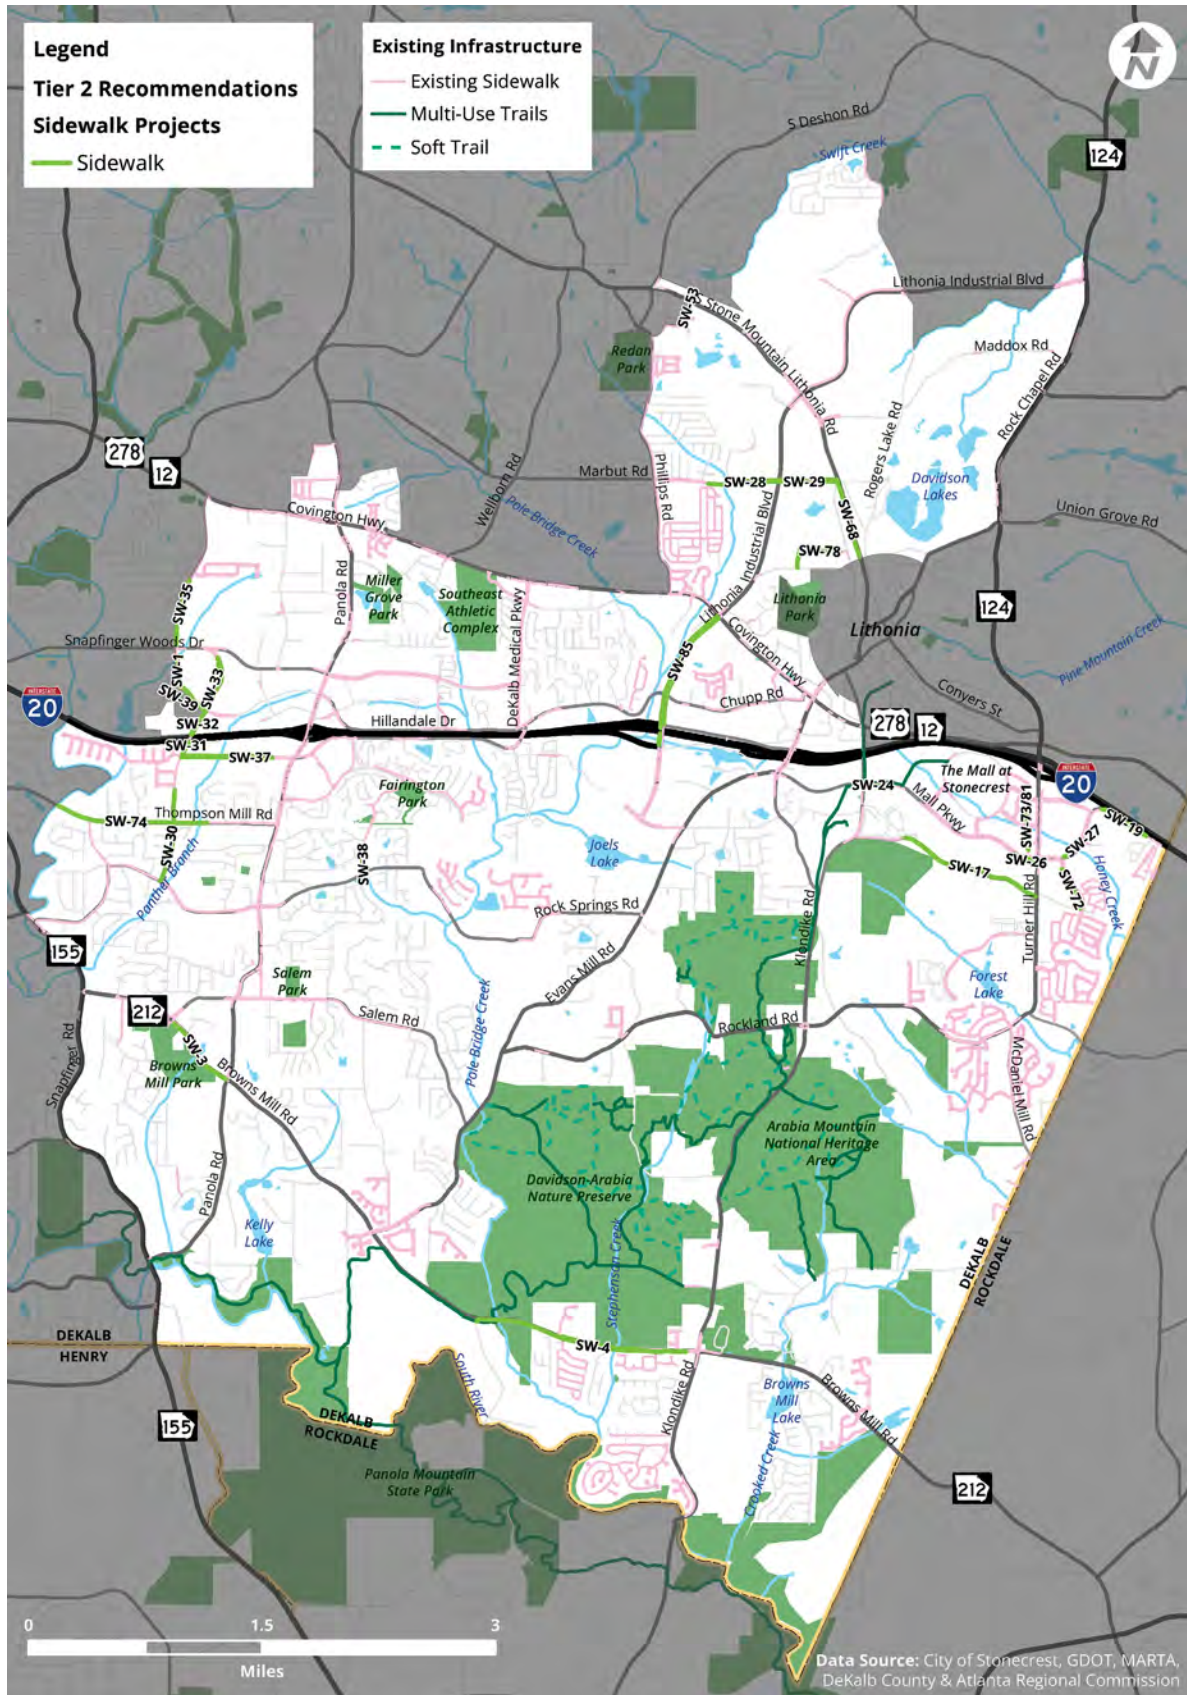 Legend
Tier 2 Recommendations
Sidewalk Projects
Sidewalk
Existing Infrastructure
Existing Sidewalk
Multi-Use Trails
Soft Trail
N
S Deshon Rd
Swift Creek
124
Lithonia Industrial Blvd
SW-53
S Stone Mountain Lithonia Rd
Maddox Rd
Redan
Park
Rock Chapel Rd
Rogers Lake Rd
278
12
Wellborn Rd
Marbut Rd
Phillips Rd
SW-28
SW-29
Davidson
Lakes
Covington Hwy
Pole Bridge Creek
Lithonia Industrial Blvd
SW-68
Union Grove Rd
SW-78
Panola Rd
Miller
Grove
Park
Southeast
Athletic
Complex
DeKalb Medical Pkwy
SW-35
Lithonia
Park
124
Lithonia
Snapfinger Woods Dr
Covington Hwy
SW-1
SW-33
SW-39
SW-85
Pine Mountain Creek
Chupp Rd
Conyers St
INTERSTATE
20
SW-32
Hillandale Dr
278
12
SW-31
SW-37
The Mall at
Stonecrest
INTERSTATE
20
Fairington
Park
SW-24
Mall Pkwy
SW-73/81
SW-74
Thompson Mill Rd
SW-19
SW-30
SW-27
Panther Branch
SW-38
Joels
Lake
SW-26
SW-17
SW-72
Honey Creek
Rock Springs Rd
Klondike Rd
Turner Hill Rd
155
Evans Mill Rd
Salem
Park
Forest
Lake
212
Salem Rd
Pole Bridge Creek
Rockland Rd
Snapfinger Rd
SW-3
Browns
Mill Park
Browns Mill Rd
McDaniel Mill Rd
Arabia Mountain
National Heritage
Area
Panola Rd
Davidson-Arabia
Nature Preserve
Kelly
Lake
Stephenson Creek
DEKALB
ROCKDALE
DEKALB
HENRY
SW-4
South River
Klondike Rd
Browns
Mill
Lake
Browns Mill Rd
155
DEKALB
ROCKDALE
Crooked Creek
Panola Mountain
State Park
212
0
1.5
3
Miles
Data Source: City of Stonecrest, GDOT, MARTA,
DeKalb County & Atlanta Regional Commission